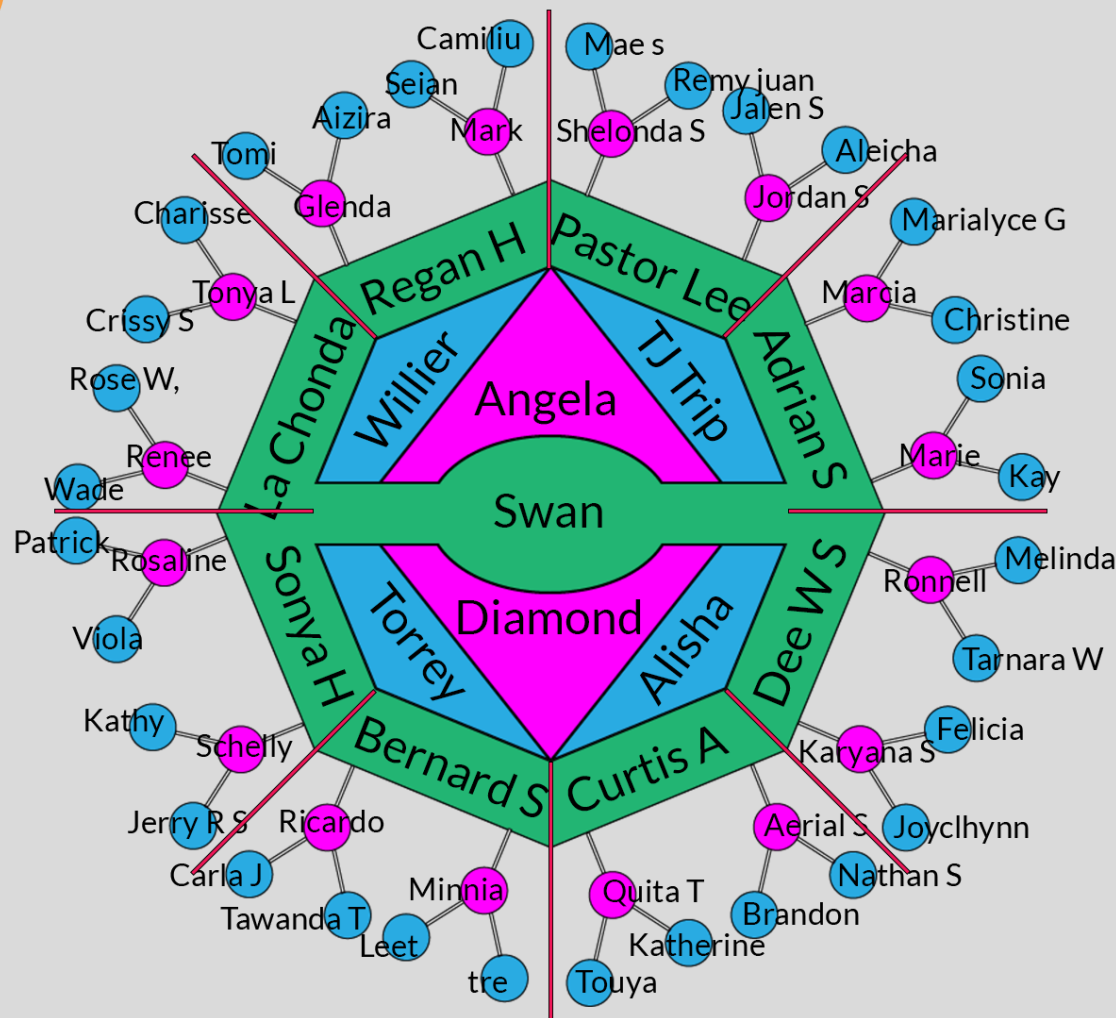 Camiliu
Mae s
Seian
Remy juan
Aizira
Jalen S
Mark
Shelonda S
Tomi
Aleicha
Glenda
Jordan S
Charisse
Marialyce G
Regan H
Pastor Lee
Tonya L
Marcia
Crissy S
Christine
La Chonda
Adrian S
Willier
TJ Trip
Rose W,
Sonia
Angela
Renee
Marie
Wade
Kay
Swan
Patrick
Rosaline
Melinda
Ronnell
Sonya H
Dee W S
Torrey
Diamond
Alisha
Viola
Tarnara W
Kathy
Felicia
Schelly
Karyana S
Bernard S
Curtis A
Jerry R S
Ricardo
Aerial S
Joyclhynn
Carla J
Nathan S
Minnia
Quita T
Tawanda T
Brandon
Leet
Katherine
tre
Touya